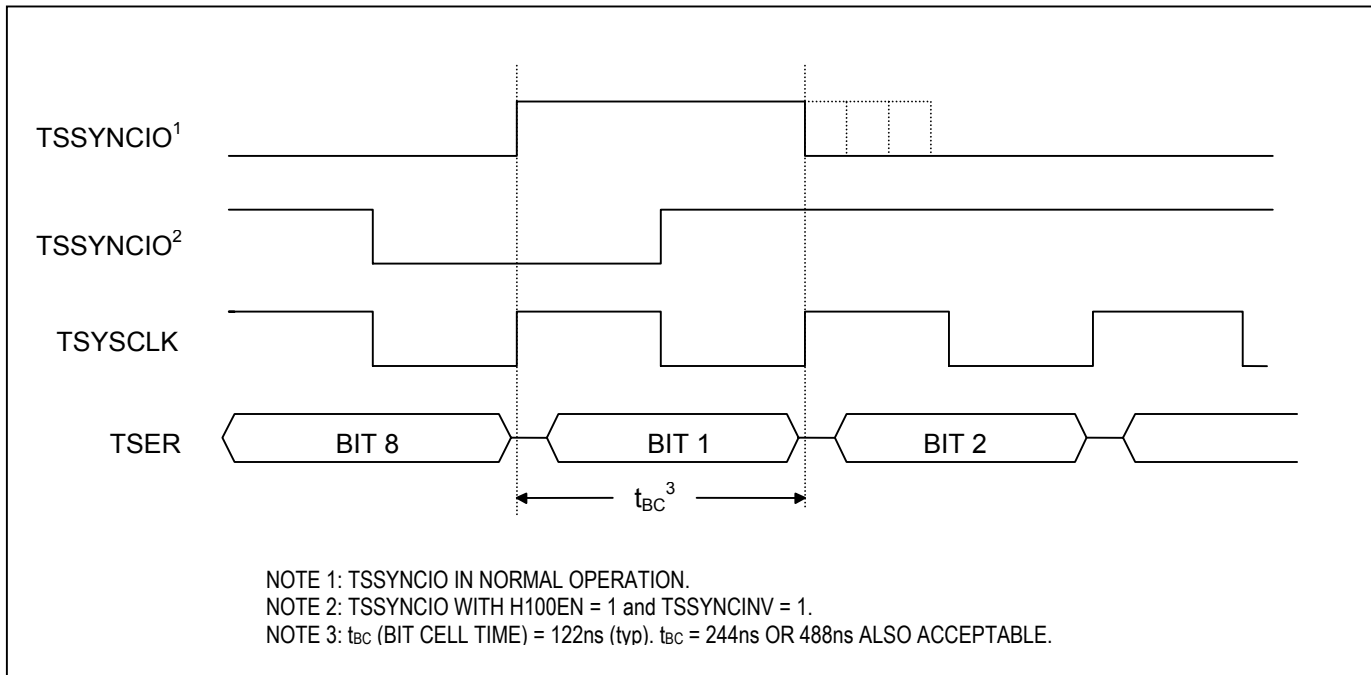 TSSYNCIO¹
TSSYNCIO²
TSYSCLK
TSER
BIT 8
BIT 1
BIT 2
tBC³
NOTE 1: TSSYNCIO IN NORMAL OPERATION.
NOTE 2: TSSYNCIO WITH H100EN = 1 and TSSYNCINV = 1.
NOTE 3: tBC (BIT CELL TIME) = 122ns (typ). tBC = 244ns OR 488ns ALSO ACCEPTABLE.